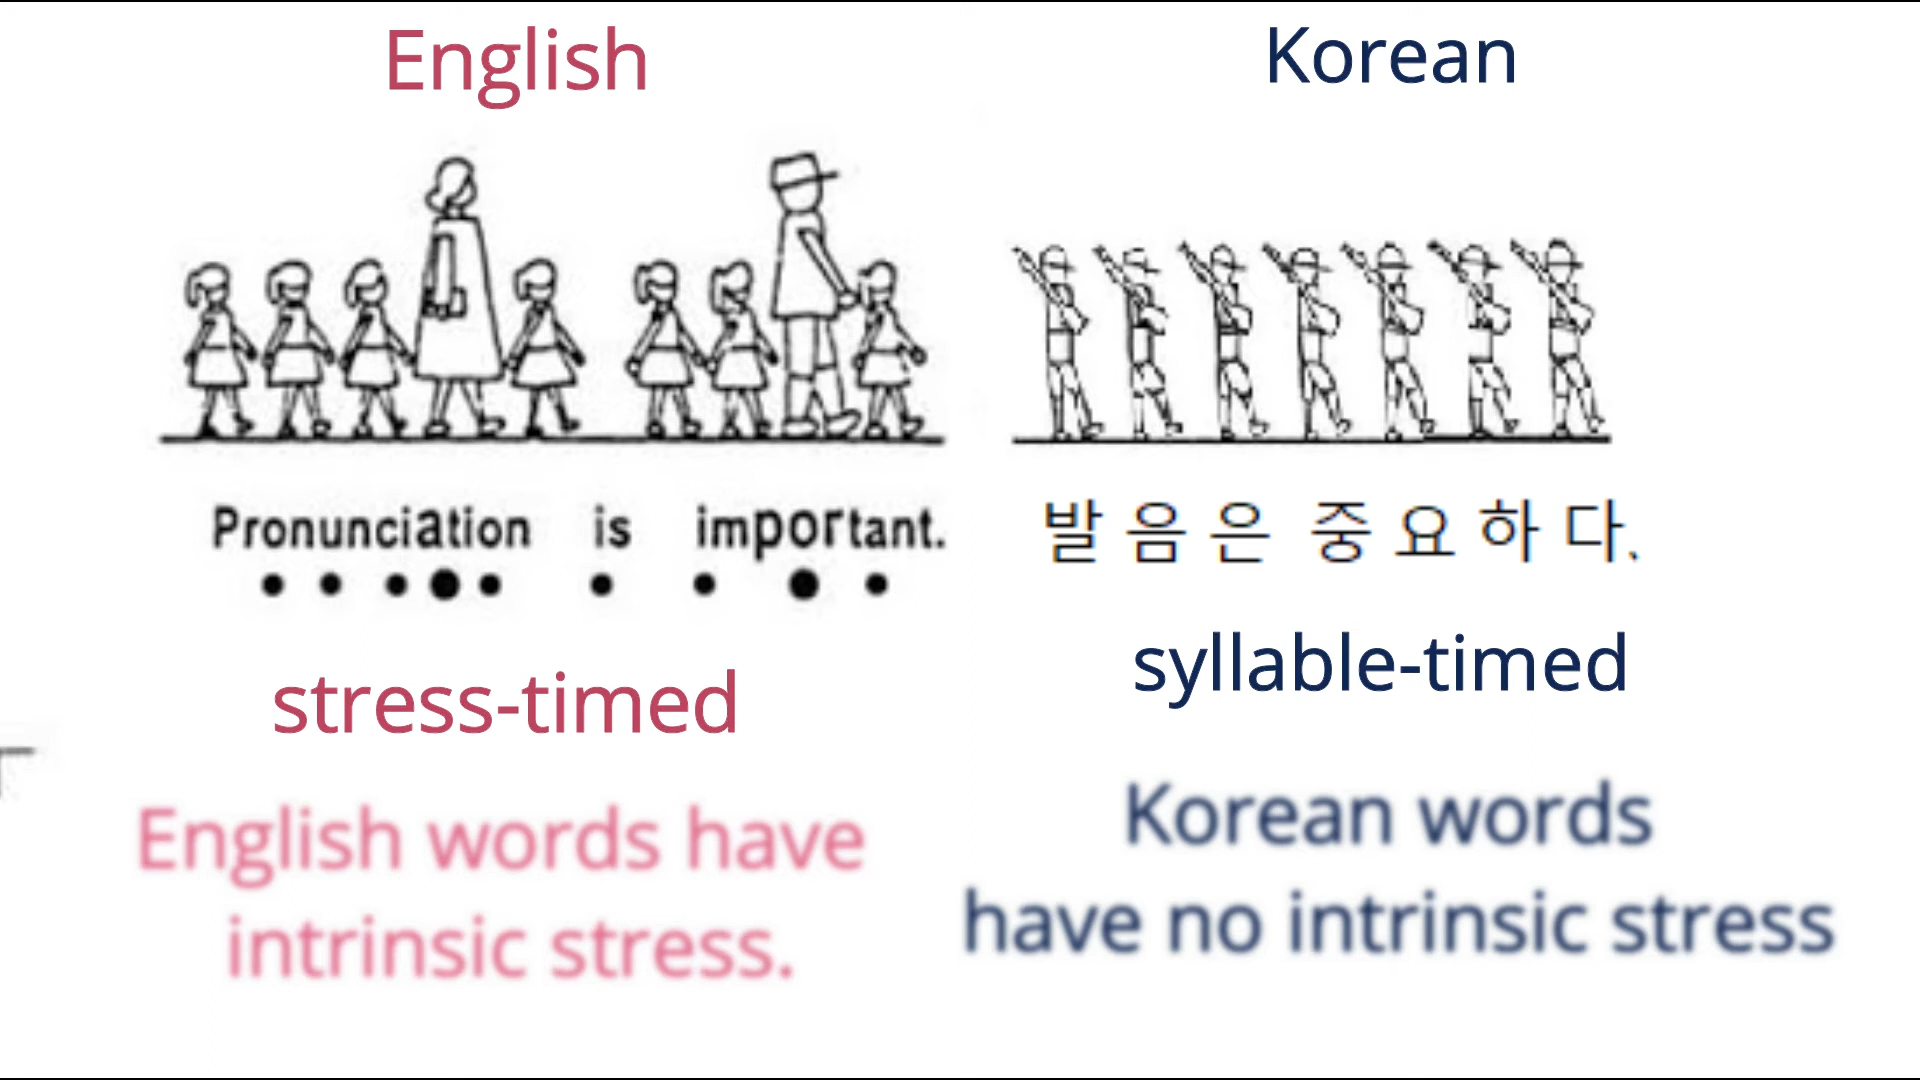 English
Pronunciation is important.
stress-timed
English words have
intrinsic stress.
Korean
발음은 중요하다.
syllable-timed
Korean words
have no intrinsic stress